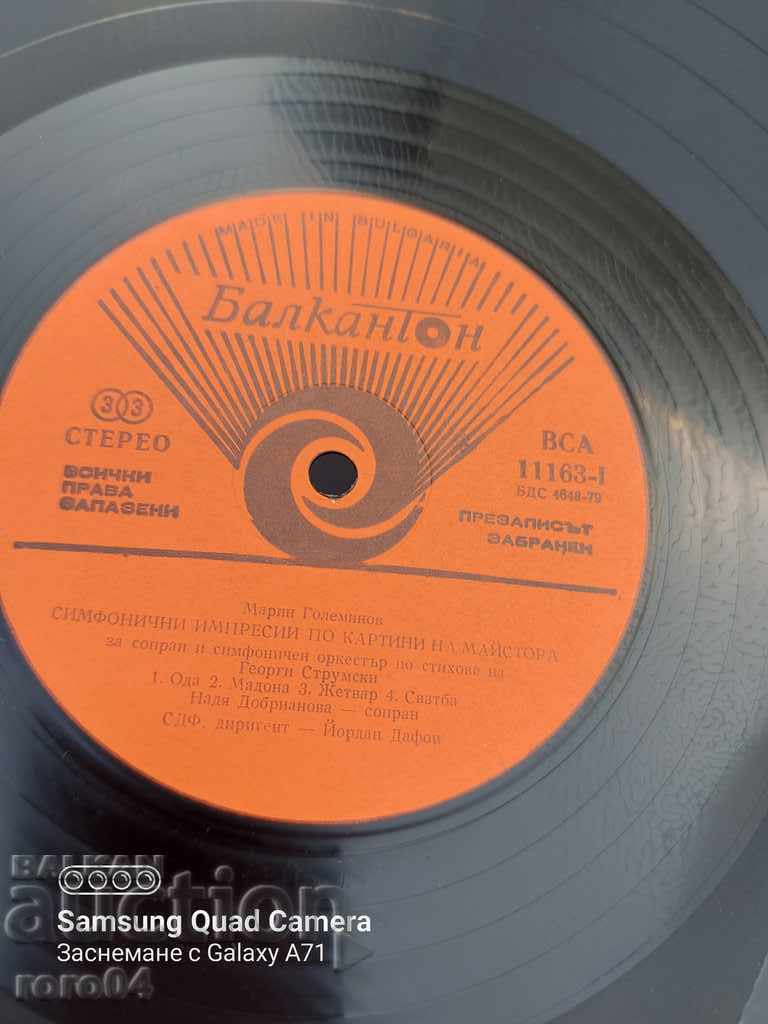 MADE IN BULGARIA
Балкантон
33
СТЕРЕО
ВСИЧКИ
ПРАВА
ЗАПАЗЕНИ
ВСА
11163-I
БДС 4648-79
ПРЕЗАПИСЪТ
ЗАБРАНЕН
Марин Големинов
СИМФОНИЧНИ ИМПРЕСИИ ПО КАРТИНИ НА МАЙСТОРА
за сопран и симфоничен оркестър по стихове на
Георги Струмски
1. Ода 2. Мадона 3. Жетвар 4. Сватба
Надя Добрианова — сопран
СДФ, диригент — Йордан Дафов
BALKAN
auction
Samsung Quad Camera
Заснемане с Galaxy A71
roro04